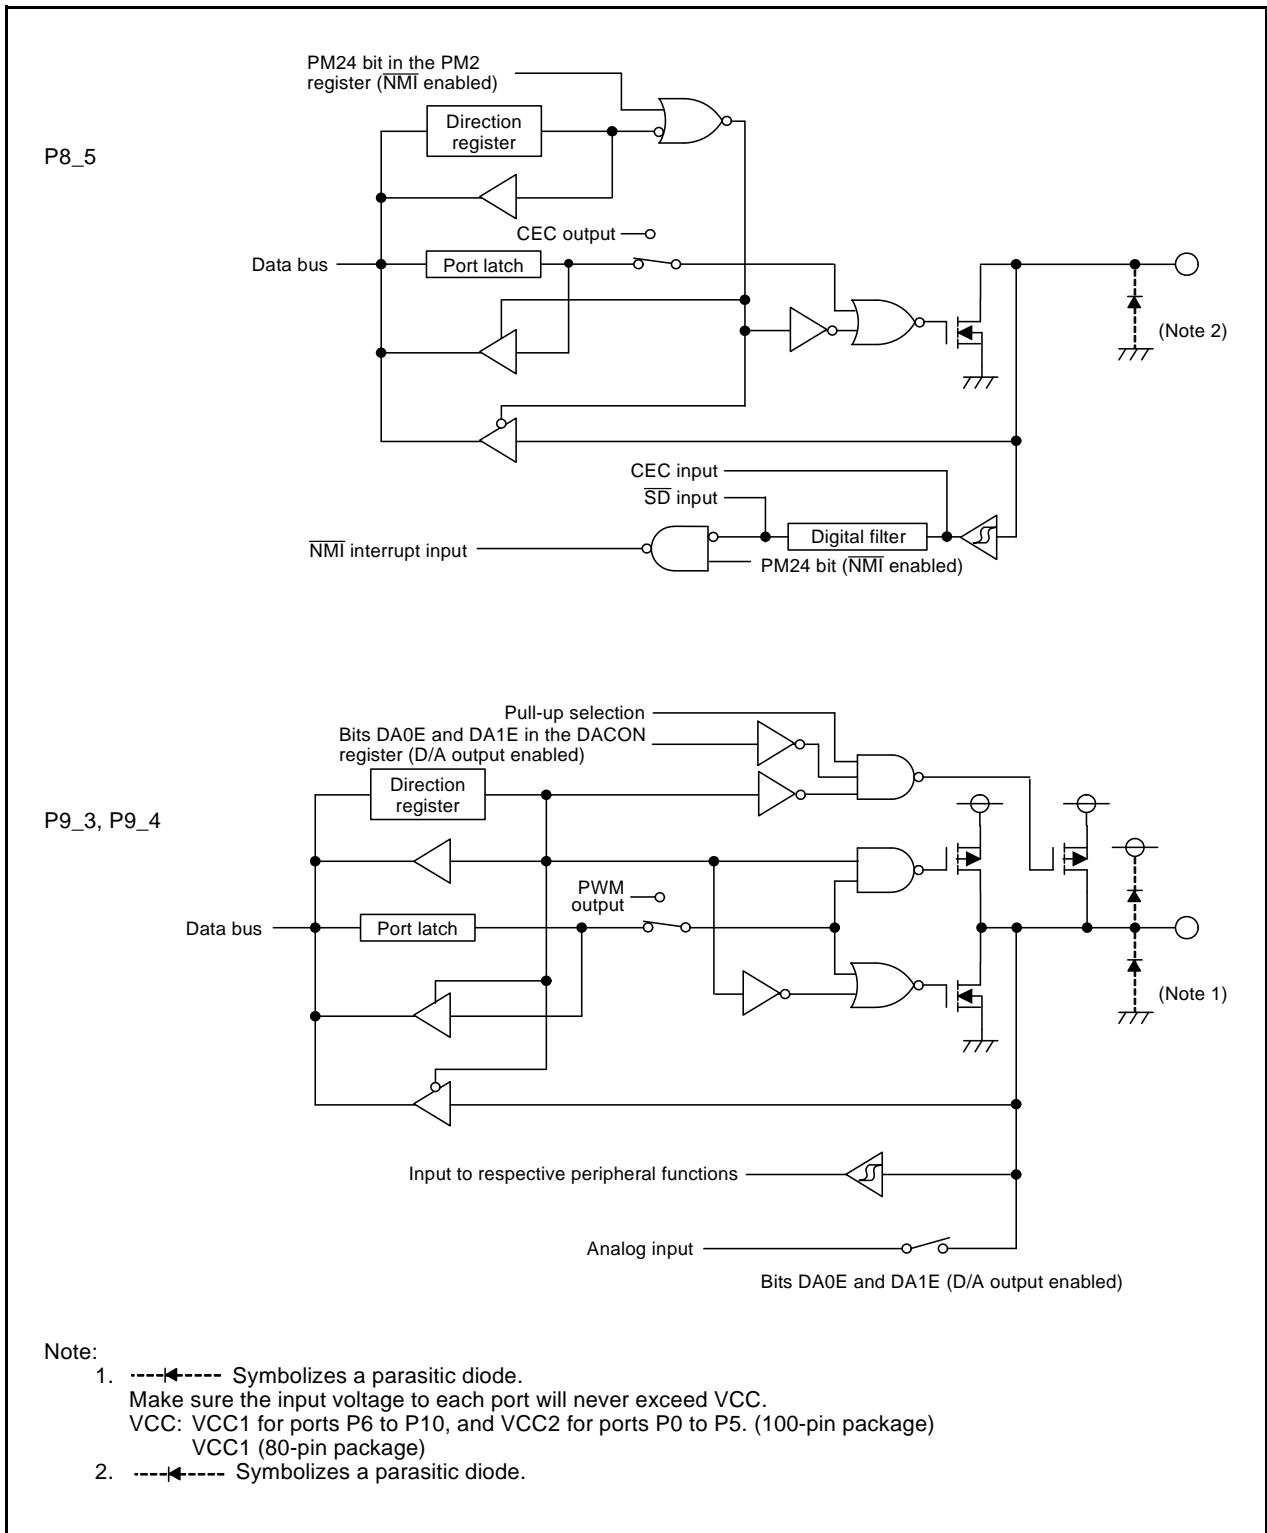 PM24 bit in the PM2
register (NMI enabled)
Direction
register
P8_5
CEC output
Data bus
Port latch
(Note 2)
CEC input
SD input
Digital filter
NMI interrupt input
PM24 bit (NMI enabled)
Pull-up selection
Bits DA0E and DA1E in the DACON
register (D/A output enabled)
Direction
register
P9_3, P9_4
PWM
output
Data bus
Port latch
(Note 1)
Input to respective peripheral functions
Analog input
Bits DA0E and DA1E (D/A output enabled)
Note:
1. Symbolizes a parasitic diode.
Make sure the input voltage to each port will never exceed VCC.
VCC: VCC1 for ports P6 to P10, and VCC2 for ports P0 to P5. (100-pin package)
VCC1 (80-pin package)
2. Symbolizes a parasitic diode.